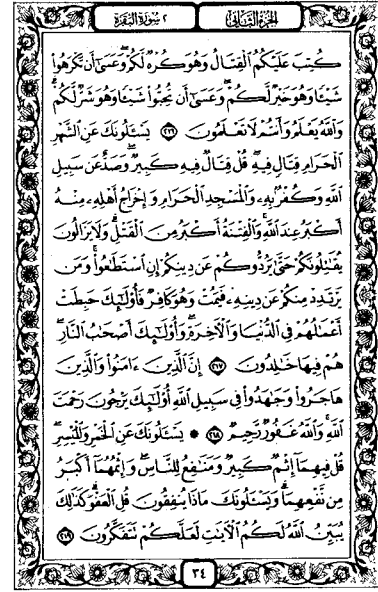 الجزء الثاني
٢ سورة البقرة
كُتِبَ عَلَيْكُمُ ٱلْقِتَالُ وَهُوَ كُرْهٌ لَّكُمْ وَعَسَىٰٓ أَن تَكْرَهُوا۟
شَيْـًٔا وَهُوَ خَيْرٌ لَّكُمْ وَعَسَىٰٓ أَن تُحِبُّوا۟ شَيْـًٔا وَهُوَ شَرٌّ لَّكُمْ
وَٱللَّهُ يَعْلَمُ وَأَنتُمْ لَا تَعْلَمُونَ ٢١٦ يَسْـَٔلُونَكَ عَنِ ٱلشَّهْرِ
ٱلْحَرَامِ قِتَالٍ فِيهِ قُلْ قِتَالٌ فِيهِ كَبِيرٌ وَصَدٌّ عَن سَبِيلِ
ٱللَّهِ وَكُفْرٌۢ بِهِۦ وَٱلْمَسْجِدِ ٱلْحَرَامِ وَإِخْرَاجُ أَهْلِهِۦ مِنْهُ
أَكْبَرُ عِندَ ٱللَّهِ وَٱلْفِتْنَةُ أَكْبَرُ مِنَ ٱلْقَتْلِ وَلَا يَزَالُونَ
يُقَـٰتِلُونَكُمْ حَتَّىٰ يَرُدُّوكُمْ عَن دِينِكُمْ إِنِ ٱسْتَطَـٰعُوا۟ وَمَن
يَرْتَدِدْ مِنكُمْ عَن دِينِهِۦ فَيَمُتْ وَهُوَ كَافِرٌ فَأُو۟لَـٰٓئِكَ حَبِطَتْ
أَعْمَـٰلُهُمْ فِى ٱلدُّنْيَا وَٱلْـَٔاخِرَةِ وَأُو۟لَـٰٓئِكَ أَصْحَـٰبُ ٱلنَّارِ
هُمْ فِيهَا خَـٰلِدُونَ ٢١٧ إِنَّ ٱلَّذِينَ ءَامَنُوا۟ وَٱلَّذِينَ
هَاجَرُوا۟ وَجَـٰهَدُوا۟ فِى سَبِيلِ ٱللَّهِ أُو۟لَـٰٓئِكَ يَرْجُونَ رَحْمَتَ
ٱللَّهِ وَٱللَّهُ غَفُورٌ رَّحِيمٌ ٢١٨ ۞ يَسْـَٔلُونَكَ عَنِ ٱلْخَمْرِ وَٱلْمَيْسِرِ
قُلْ فِيهِمَآ إِثْمٌ كَبِيرٌ وَمَنَـٰفِعُ لِلنَّاسِ وَإِثْمُهُمَآ أَكْبَرُ
مِن نَّفْعِهِمَا وَيَسْـَٔلُونَكَ مَاذَا يُنفِقُونَ قُلِ ٱلْعَفْوَ كَذَٰلِكَ
يُبَيِّنُ ٱللَّهُ لَكُمُ ٱلْـَٔايَـٰتِ لَعَلَّكُمْ تَتَفَكَّرُونَ ٢١٩
٣٤